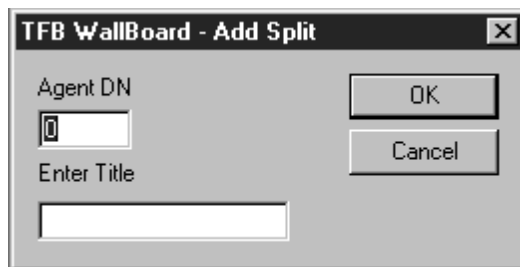 TFB WallBoard - Add Split
Agent DN
0
Enter Title
OK
Cancel